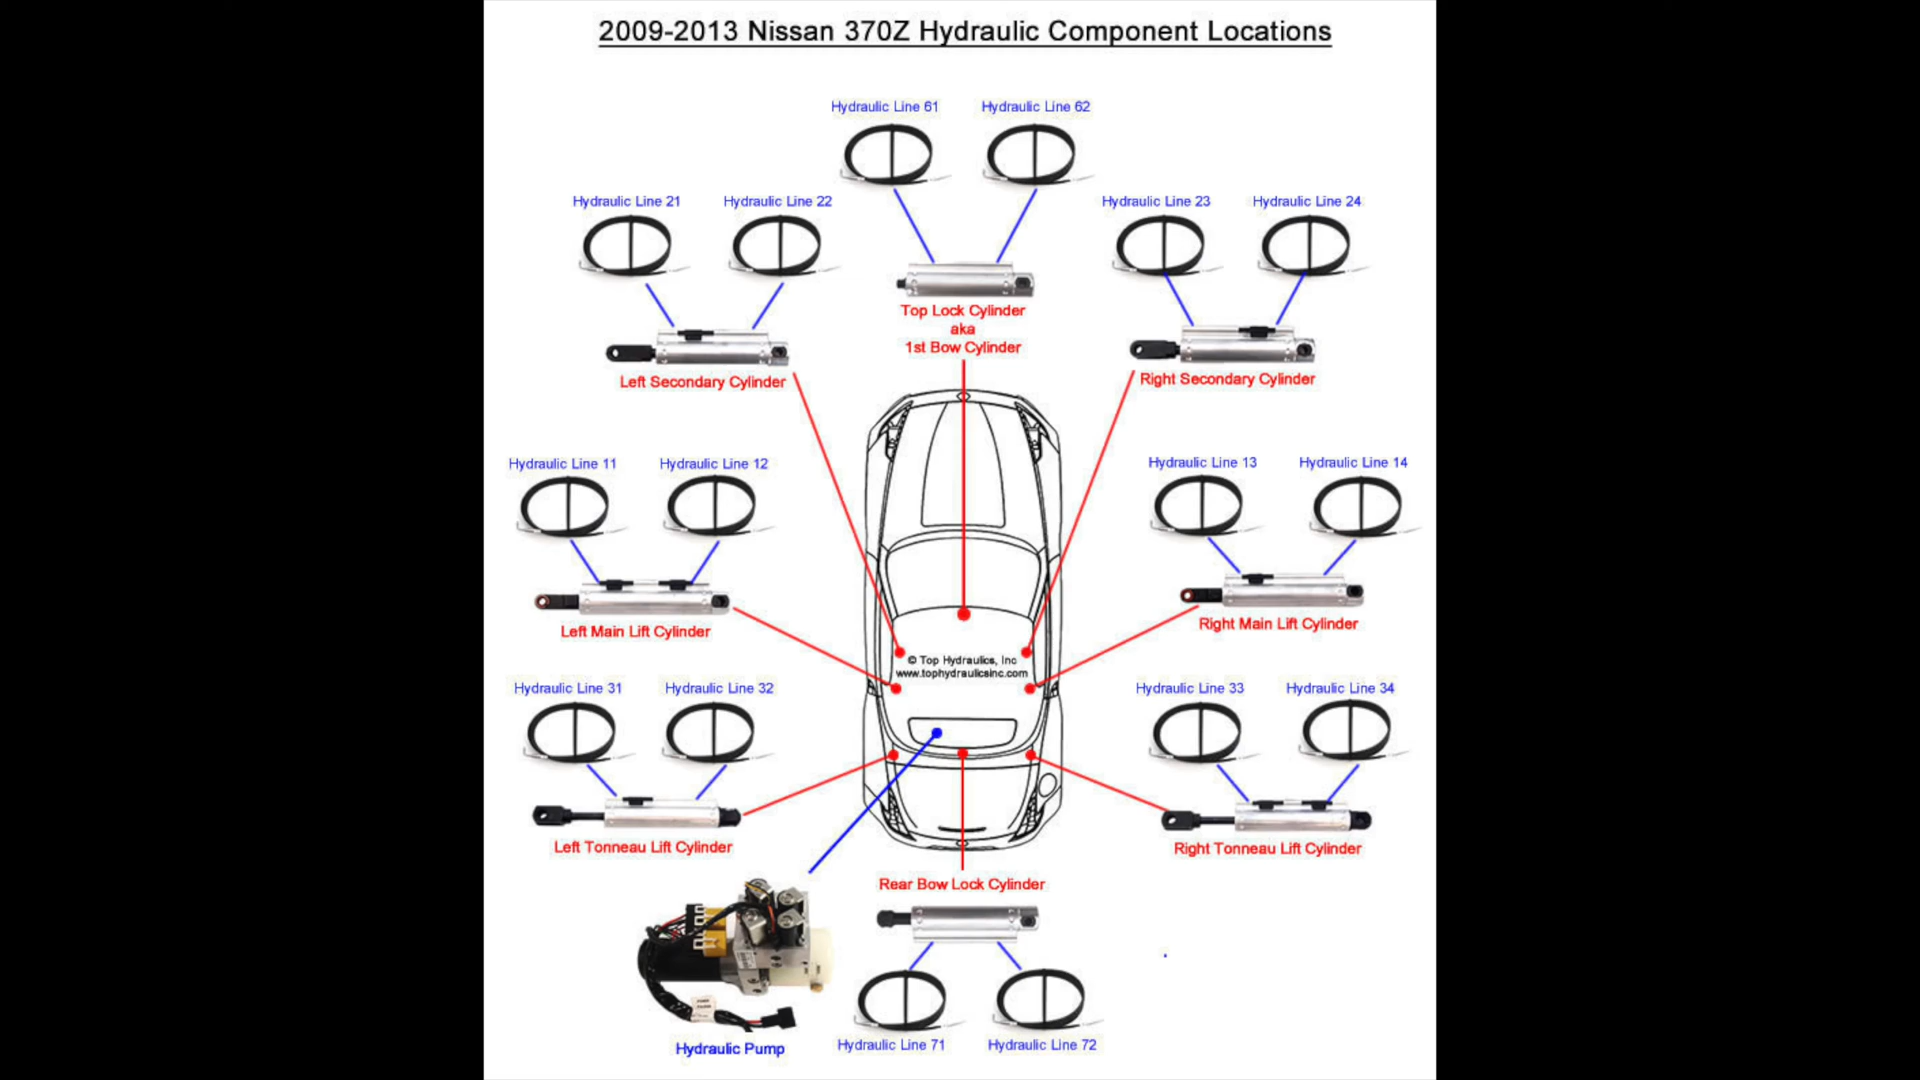 2009-2013 Nissan 370Z Hydraulic Component Locations
Hydraulic Line 61
Hydraulic Line 62
Hydraulic Line 21
Hydraulic Line 22
Hydraulic Line 23
Hydraulic Line 24
Top Lock Cylinder
aka
1st Bow Cylinder
Left Secondary Cylinder
Right Secondary Cylinder
Hydraulic Line 11
Hydraulic Line 12
Hydraulic Line 13
Hydraulic Line 14
Left Main Lift Cylinder
Right Main Lift Cylinder
© Top Hydraulics, Inc
www.tophydraulicsinc.com
Hydraulic Line 31
Hydraulic Line 32
Hydraulic Line 33
Hydraulic Line 34
Left Tonneau Lift Cylinder
Right Tonneau Lift Cylinder
Rear Bow Lock Cylinder
Hydraulic Pump
Hydraulic Line 71
Hydraulic Line 72